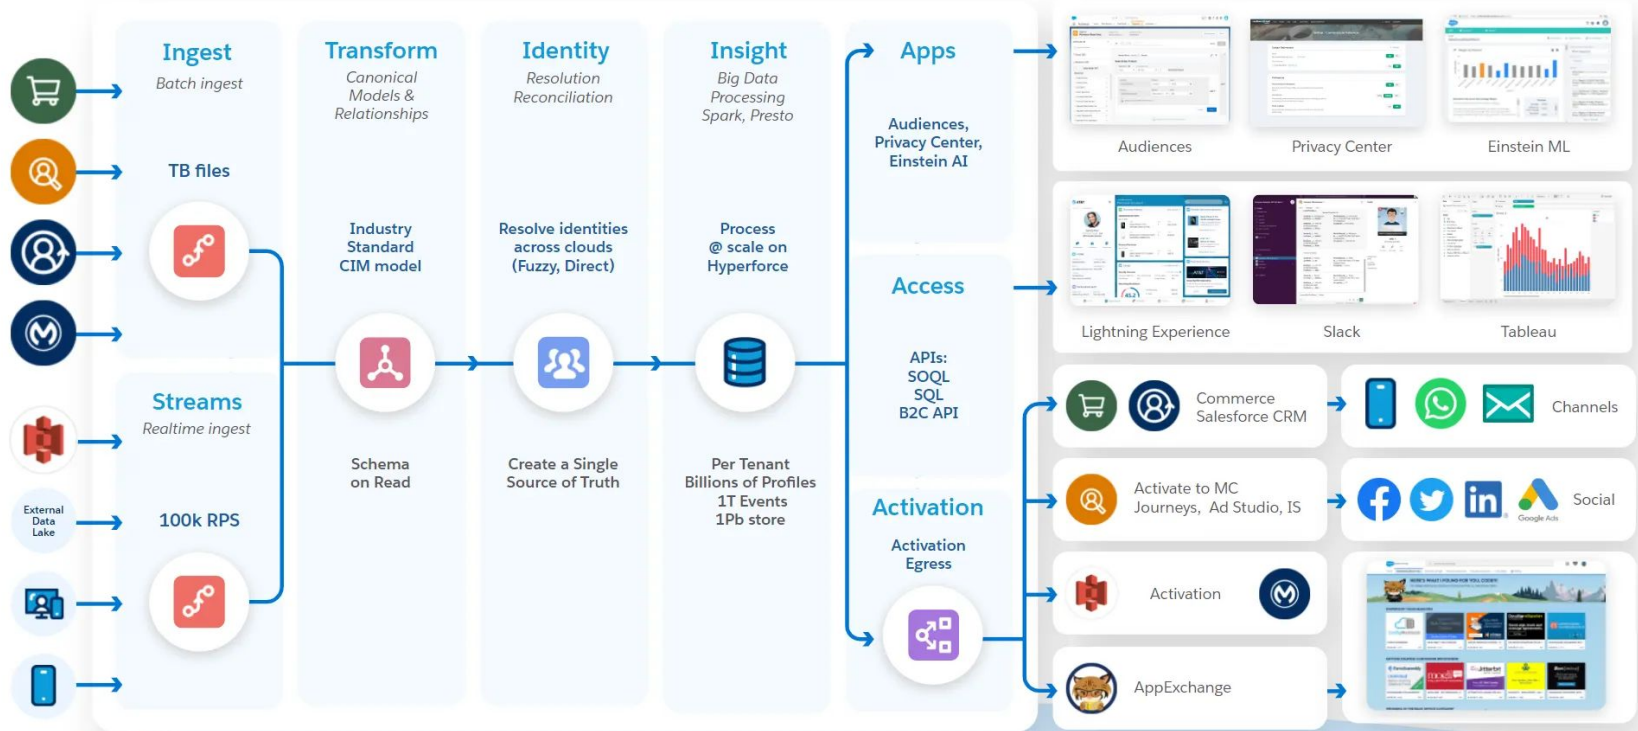 Ingest
Batch ingest
TB files
Streams
Realtime ingest
100k RPS
External
Data
Lake
Transform
Canonical
Models &
Relationships
Industry
Standard
CIM model
Schema
on Read
Identity
Resolution
Reconciliation
Resolve identities
across clouds
(Fuzzy, Direct)
Create a Single
Source of Truth
Insight
Big Data
Processing
Spark, Presto
Process
@ scale on
Hyperforce
Per Tenant
Billions of Profiles
1T Events
1Pb store
Apps
Audiences,
Privacy Center,
Einstein AI
Access
APIs:
SOQL
SQL
B2C API
Activation
Activation
Egress
Audiences
Privacy Center
Einstein ML
Lightning Experience
Slack
Tableau
Commerce
Salesforce CRM
Channels
Activate to MC
Journeys, Ad Studio, IS
Google Ads
Social
Activation
AppExchange